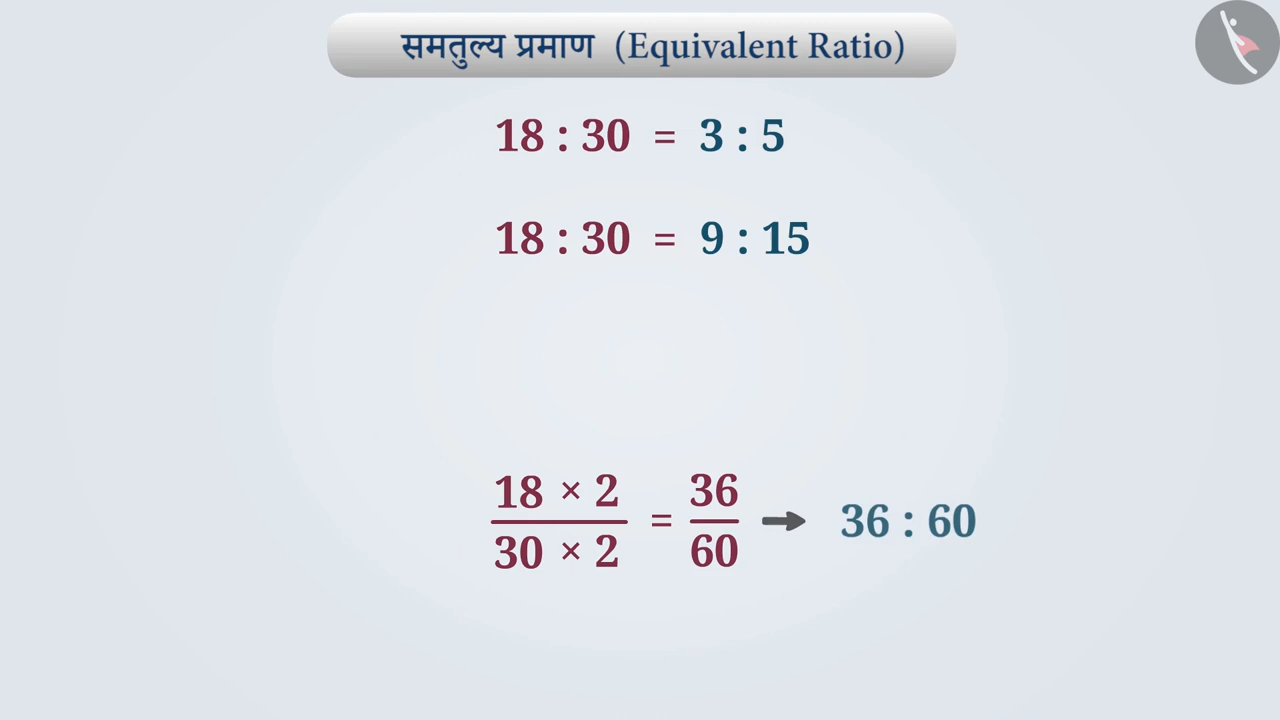 समतुल्य प्रमाण (Equivalent Ratio)
18 : 30 = 3 : 5
18 : 30 = 9 : 15
18 × 2 = 36 → 36 : 60
30 × 2 60